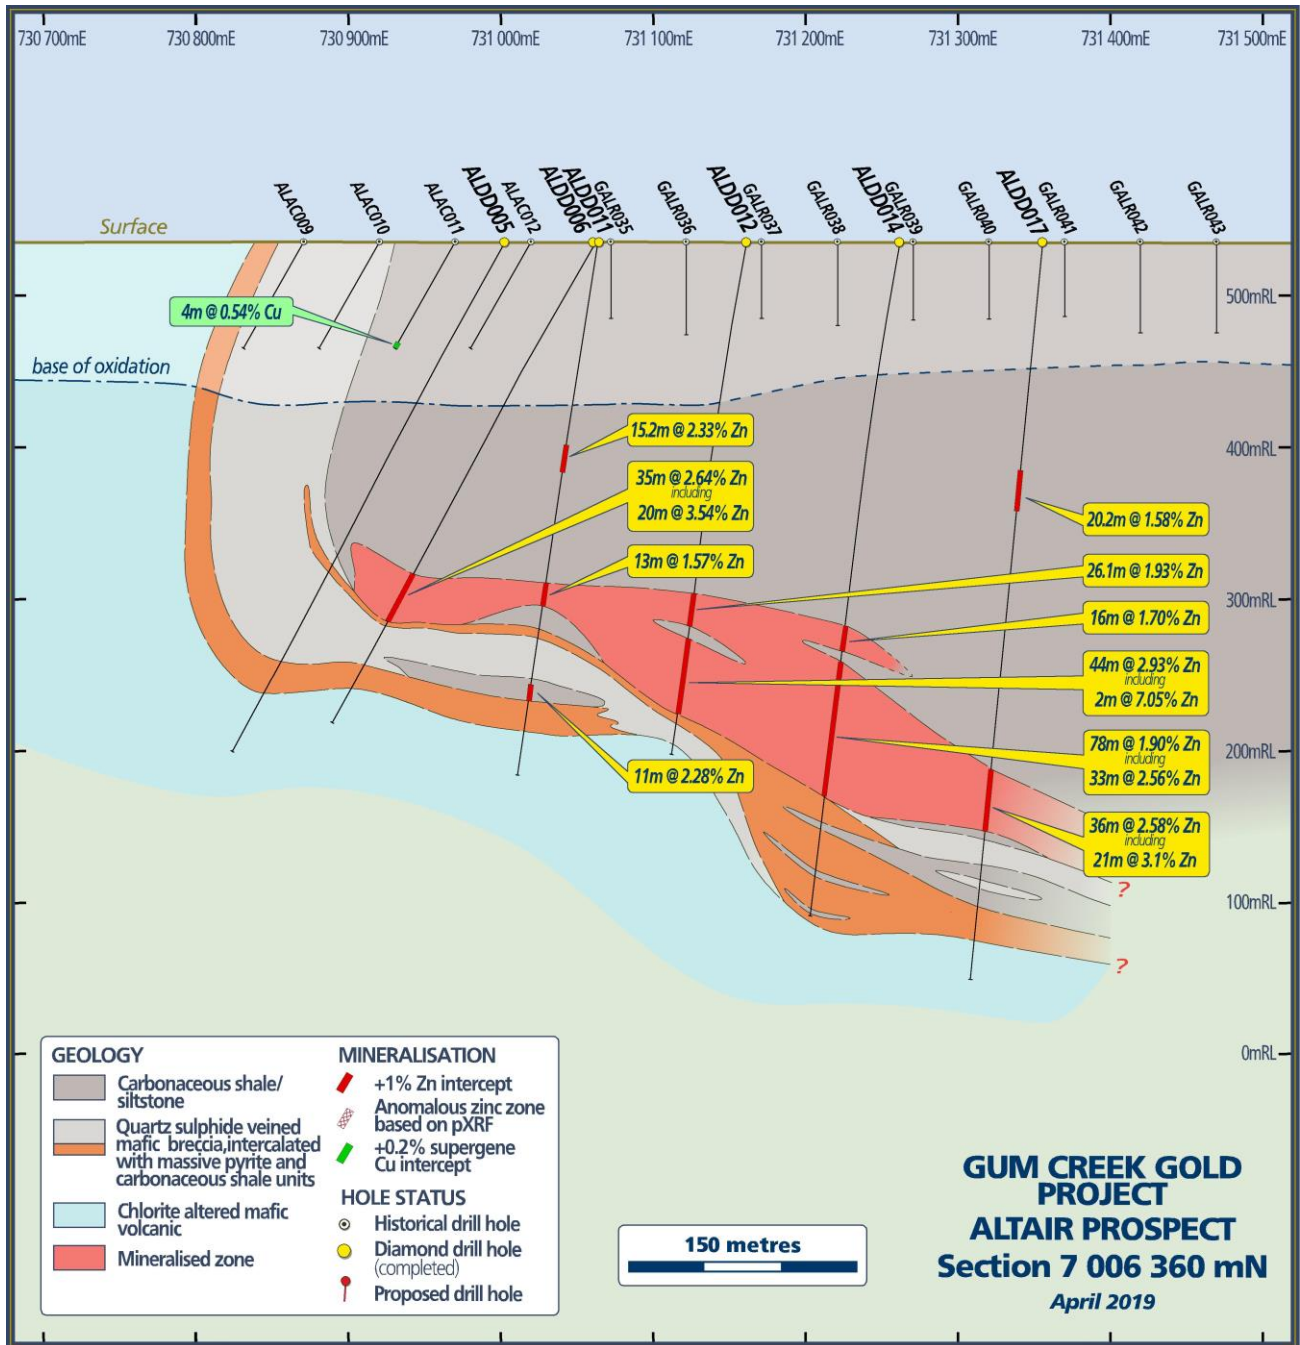 730 700mE
730 800mE
730 900mE
731 000mE
731 100mE
731 200mE
731 300mE
731 400mE
731 500mE
ALAC009
ALAC010
ALAC011
ALDD005
ALAC012
ALDD006
ALDD011
GALR035
GALR036
ALDD012
GALR037
GALR038
ALDD014
GALR039
GALR040
ALDD017
GALR041
GALR042
GALR043
Surface
500mRL
4m @ 0.54% Cu
base of oxidation
15.2m @ 2.33% Zn
400mRL
35m @ 2.64% Zn
including
20m @ 3.54% Zn
20.2m @ 1.58% Zn
13m @ 1.57% Zn
26.1m @ 1.93% Zn
300mRL
16m @ 1.70% Zn
44m @ 2.93% Zn
including
2m @ 7.05% Zn
78m @ 1.90% Zn
including
33m @ 2.56% Zn
200mRL
11m @ 2.28% Zn
36m @ 2.58% Zn
including
21m @ 3.1% Zn
?
100mRL
?
0mRL
GEOLOGY
Carbonaceous shale/
siltstone
Quartz sulphide veined
mafic breccia,intercalated
with massive pyrite and
carbonaceous shale units
Chlorite altered mafic
volcanic
Mineralised zone
MINERALISATION
+1% Zn intercept
Anomalous zinc zone
based on pXRF
+0.2% supergene
Cu intercept
HOLE STATUS
Historical drill hole
Diamond drill hole
(completed)
Proposed drill hole
150 metres
GUM CREEK GOLD
PROJECT
ALTAIR PROSPECT
Section 7 006 360 mN
April 2019